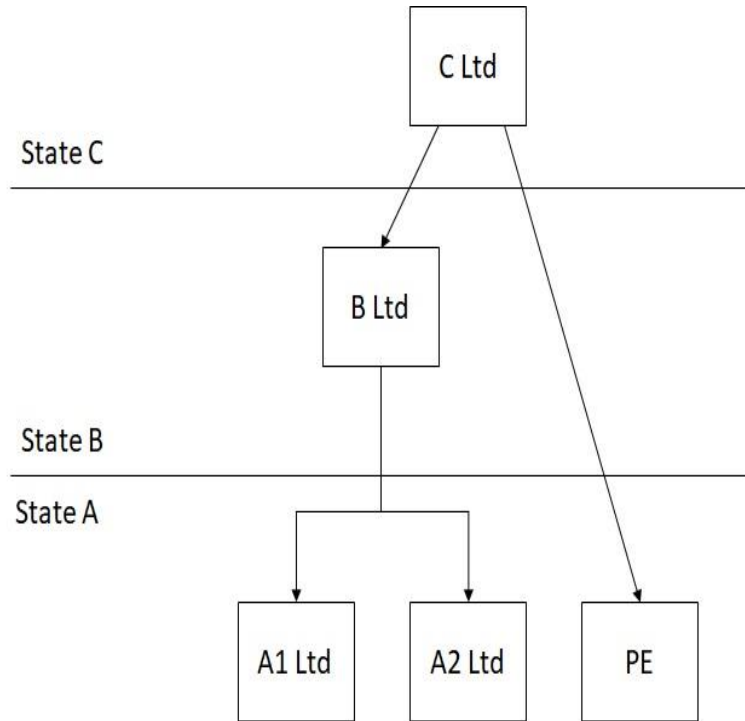 C Ltd
State C
B Ltd
State B
State A
A1 Ltd
A2 Ltd
PE